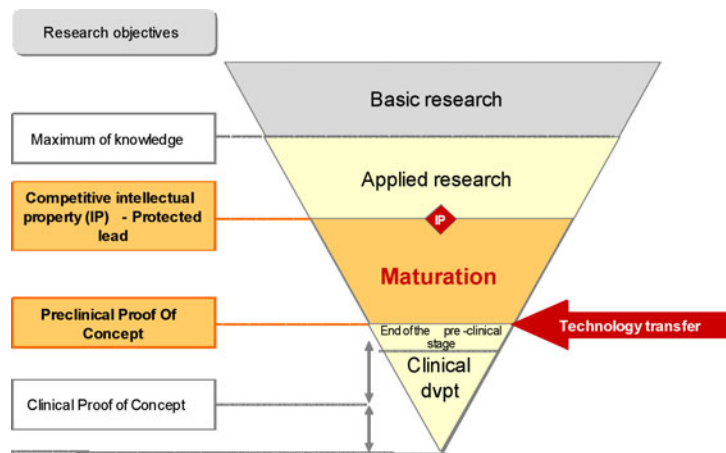 Research objectives
Basic research
Maximum of knowledge
Applied research
Competitive intellectual
property (IP) - Protected
lead
IP
Maturation
Preclinical Proof Of
Concept
End of the pre-clinical
stage
Technology transfer
Clinical
dvpt
Clinical Proof of Concept